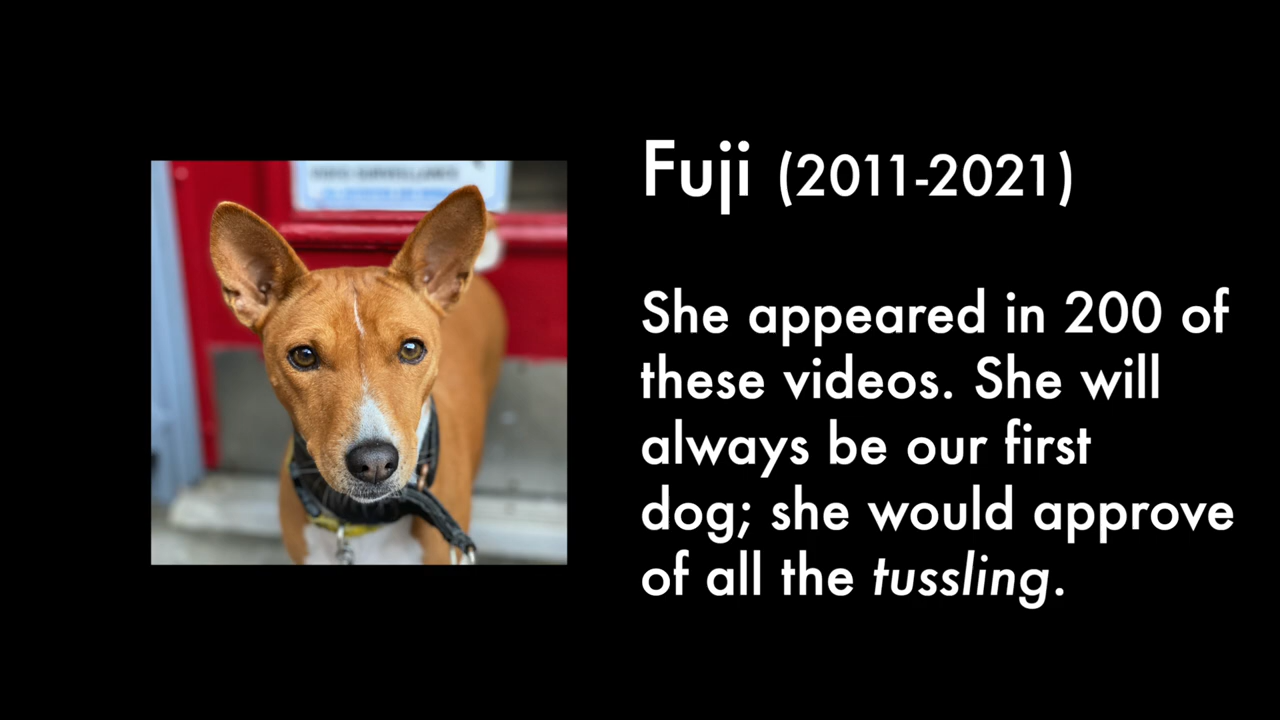 Fuji (2011-2021)
She appeared in 200 of
these videos. She will
always be our first
dog; she would approve
of all the tussling.